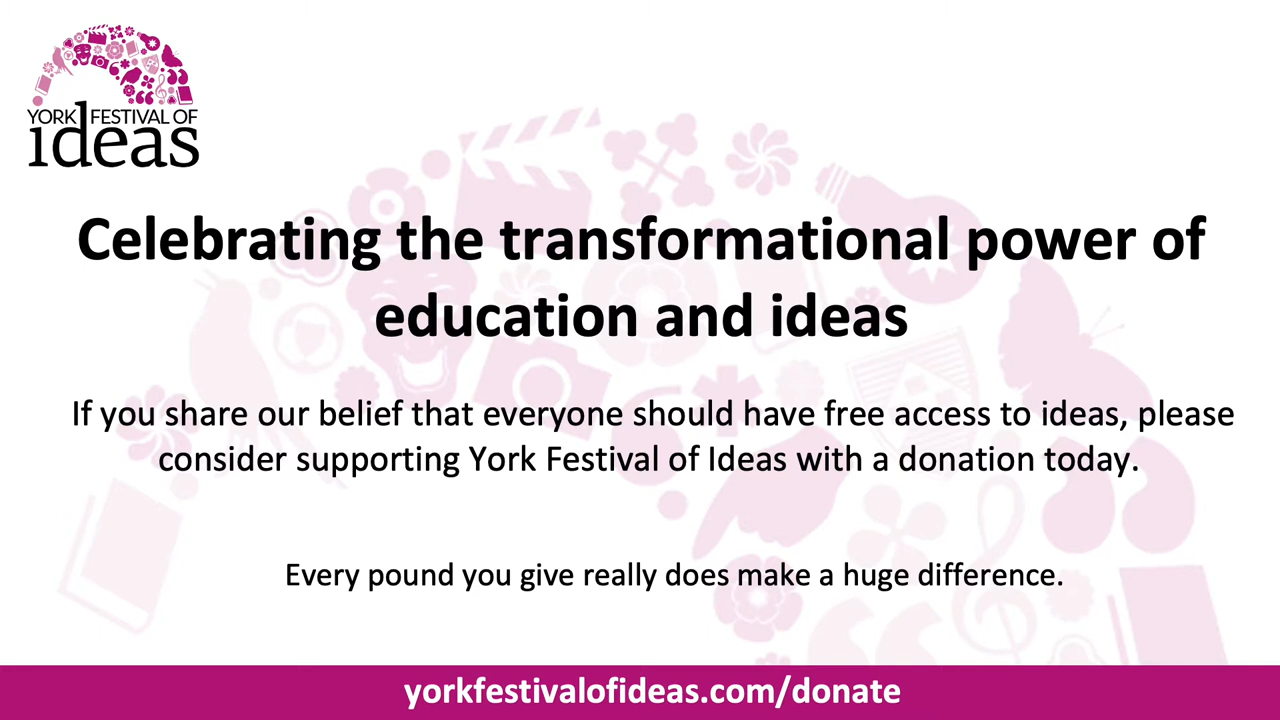 YORK FESTIVAL OF
ideas
Celebrating the transformational power of
education and ideas
If you share our belief that everyone should have free access to ideas, please
consider supporting York Festival of Ideas with a donation today.
Every pound you give really does make a huge difference.
yorkfestivalofideas.com/donate